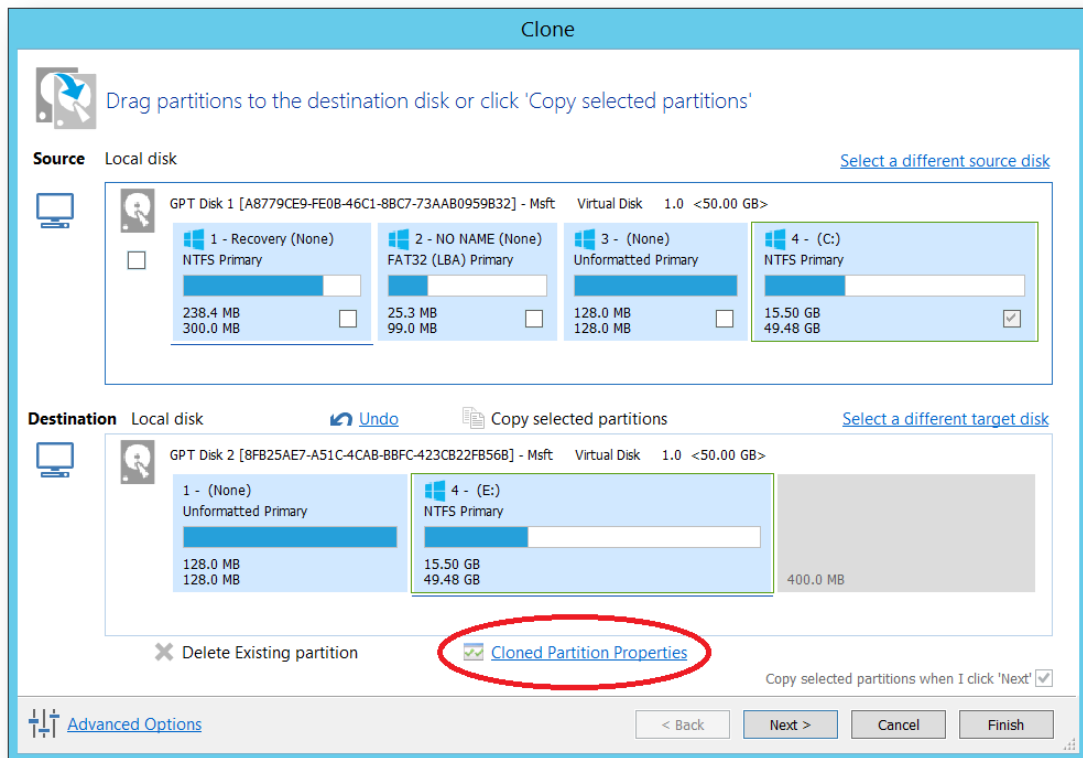 Clone
Drag partitions to the destination disk or click 'Copy selected partitions'
Source Local disk Select a different source disk
GPT Disk 1 [A8779CE9-FE0B-46C1-8BC7-73AAB0959B32] - Msft Virtual Disk 1.0 <50.00 GB>
1 - Recovery (None)
NTFS Primary
238.4 MB
300.0 MB
2 - NO NAME (None)
FAT32 (LBA) Primary
25.3 MB
99.0 MB
3 - (None)
Unformatted Primary
128.0 MB
128.0 MB
4 - (C:)
NTFS Primary
15.50 GB
49.48 GB
Destination Local disk Undo Copy selected partitions Select a different target disk
GPT Disk 2 [8FB25AE7-A51C-4CAB-BBFC-423CB22FB56B] - Msft Virtual Disk 1.0 <50.00 GB>
1 - (None)
Unformatted Primary
128.0 MB
128.0 MB
4 - (E:)
NTFS Primary
15.50 GB
49.48 GB
400.0 MB
Delete Existing partition Cloned Partition Properties
Copy selected partitions when I click 'Next'
Advanced Options < Back Next > Cancel Finish